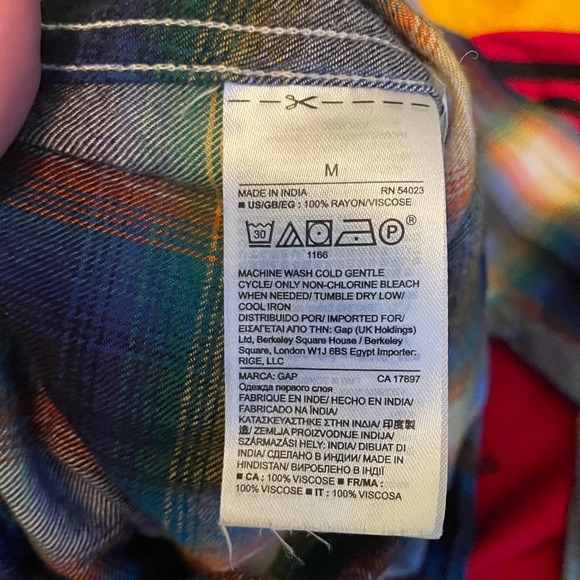 M
MADE IN INDIA RN 54023
■ US/GB/EG : 100% RAYON/VISCOSE
30 P ®
1166
MACHINE WASH COLD GENTLE
CYCLE/ ONLY NON-CHLORINE BLEACH
WHEN NEEDED/ TUMBLE DRY LOW/
COOL IRON
DISTRIBUIDO POR/ IMPORTED FOR/
ΕΙΣΑΓΕΤΑΙ ΑΠΟ ΤΗΝ: Gap (UK Holdings)
Ltd, Berkeley Square House / Berkeley
Square, London W1J 6BS Egypt Importer:
RIGE, LLC
MARCA: GAP CA 17897
Одежда первого слоя
FABRIQUE EN INDE/ HECHO EN INDIA/
FABRICADO NA ÍNDIA/
ΚΑΤΑΣΚΕΥΑΣΤΗΚΕ ΣΤΗΝ ΙΝΔΙΑ/ 印度製
造/ ZEMLJA PROIZVODNJE INDIJA/
SZÁRMAZÁSI HELY: INDIA/ DIBUAT DI
INDIA/ СДЕЛАНО В ИНДИИ/ MADE IN
HINDISTAN/ ВИРОБЛЕНО В ІНДІЇ
■ CA : 100% VISCOSE ■ FR/MA :
100% VISCOSE ■ IT : 100% VISCOSA